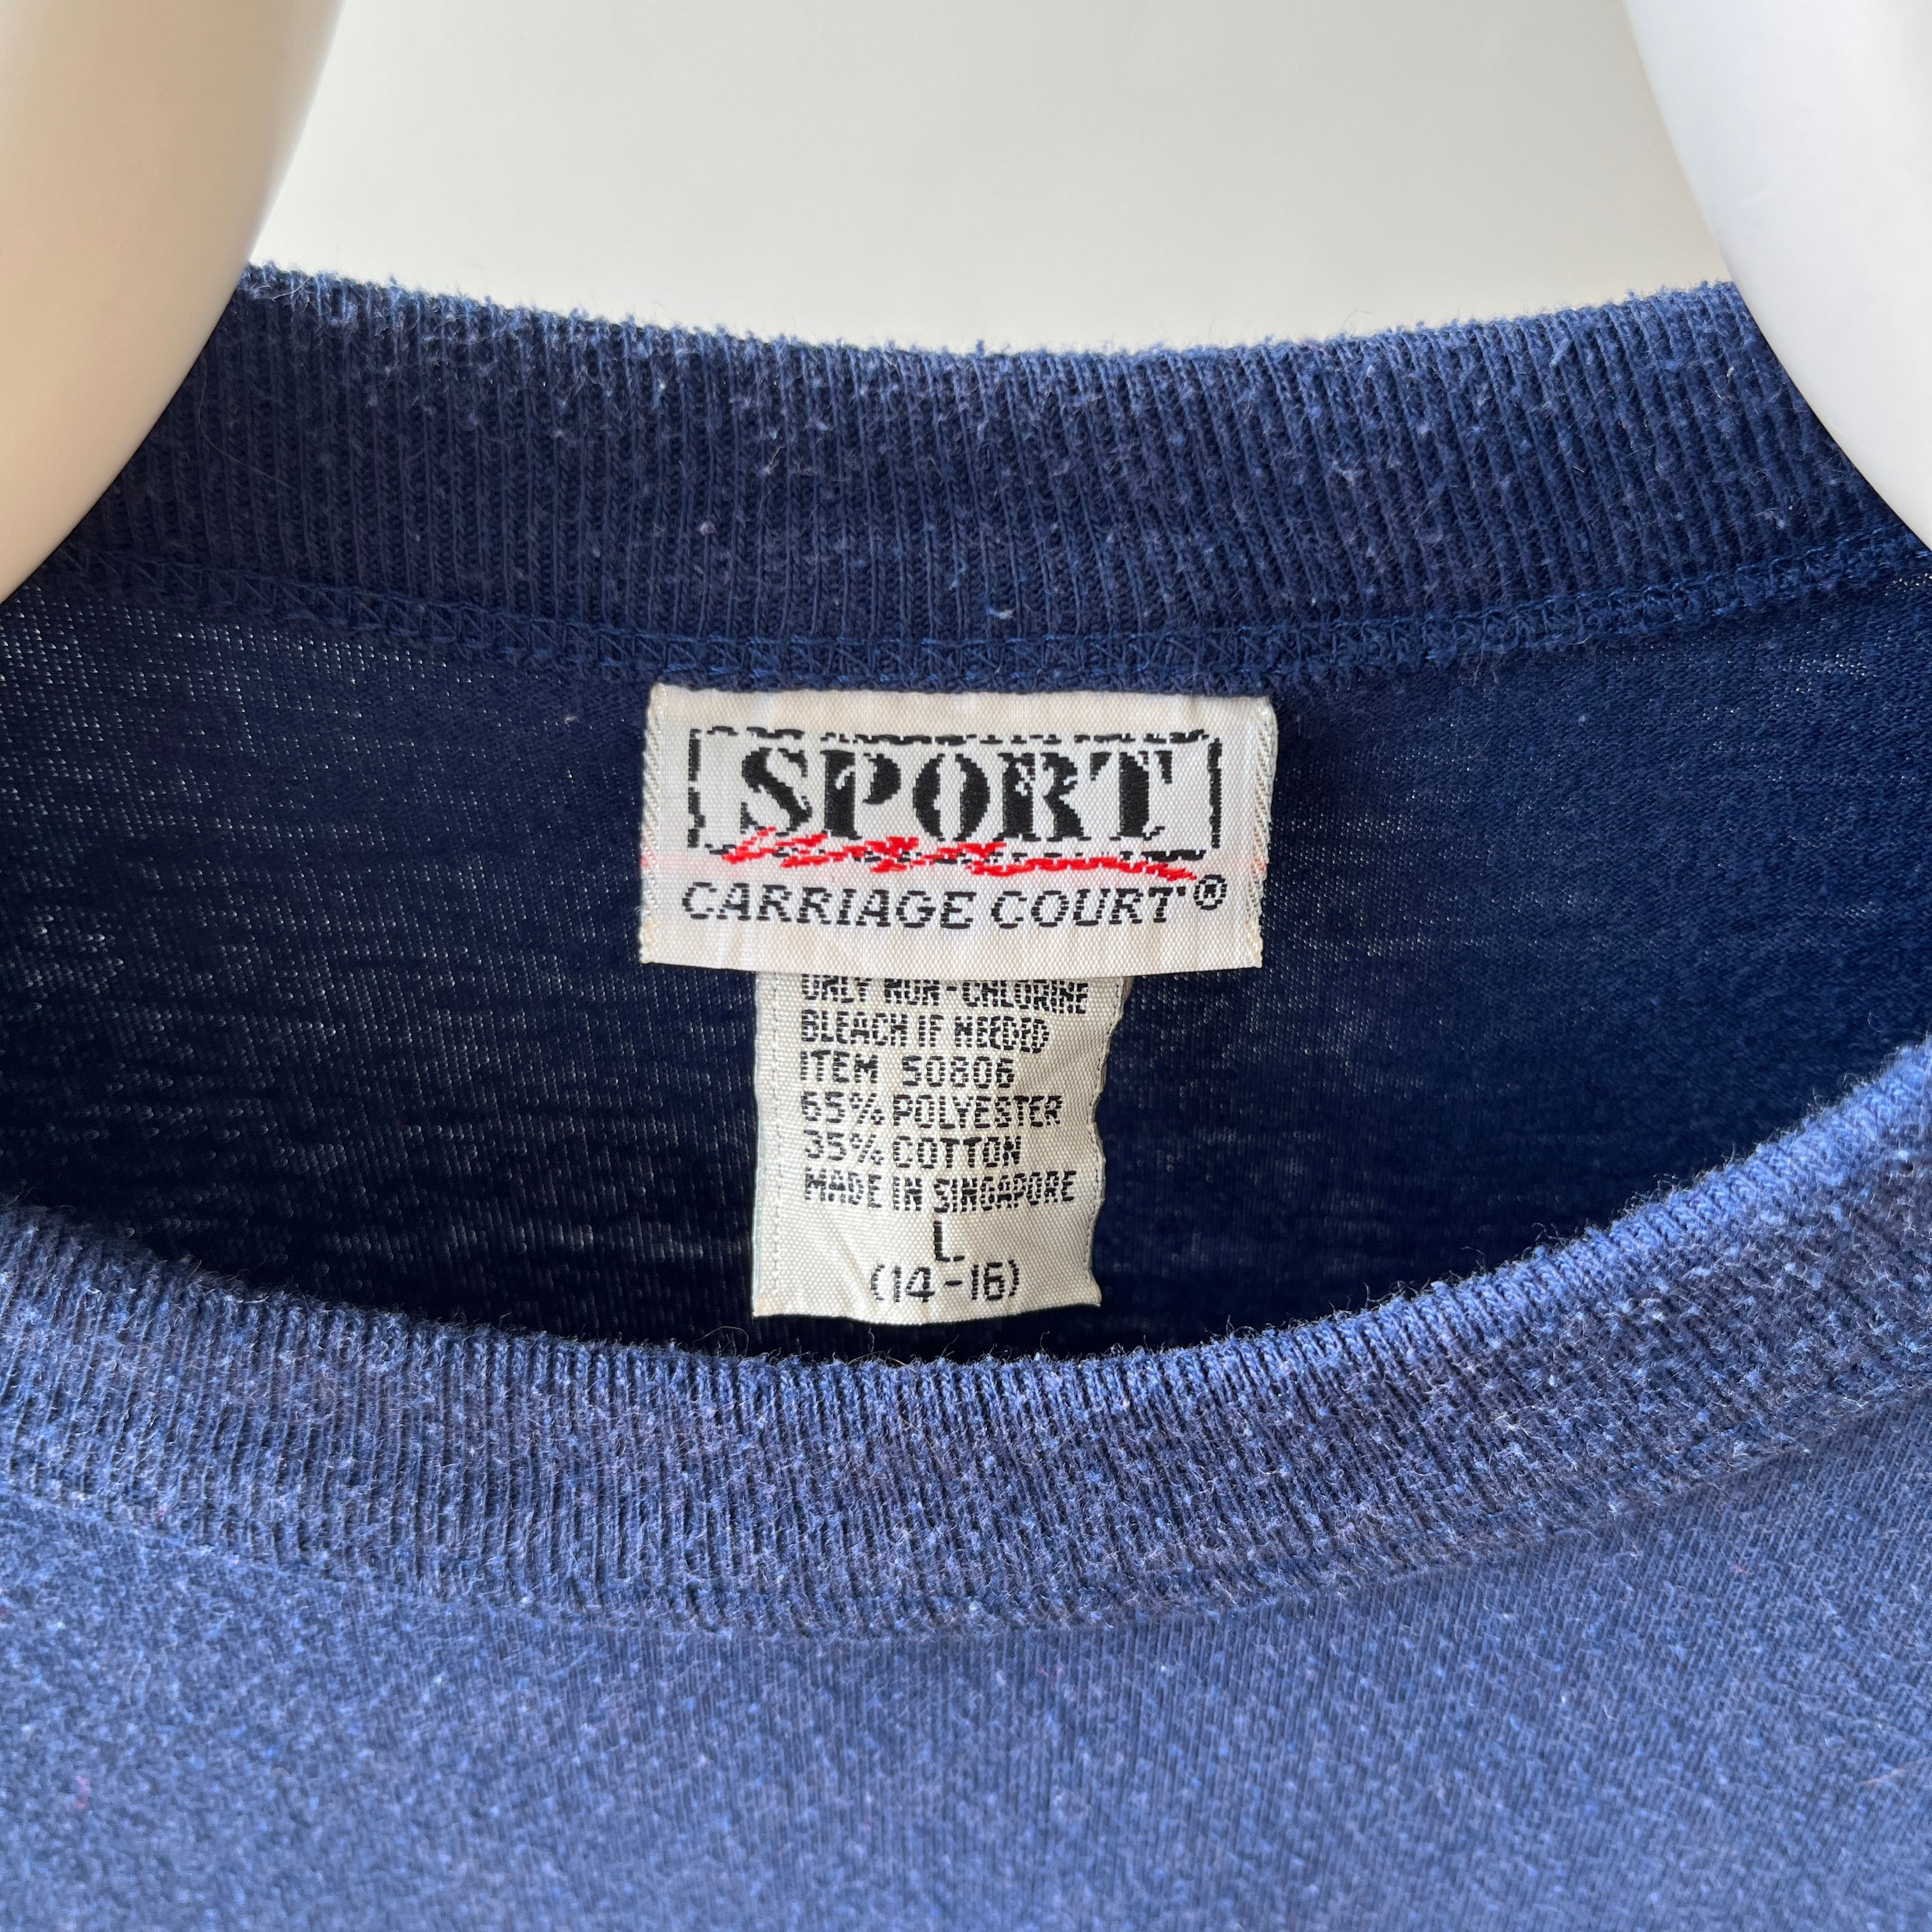 SPORT
CARRIAGE COURT®
ONLY NON-CHLORINE
BLEACH IF NEEDED
ITEM 50806
65% POLYESTER
35% COTTON
MADE IN SINGAPORE
L
(14-16)